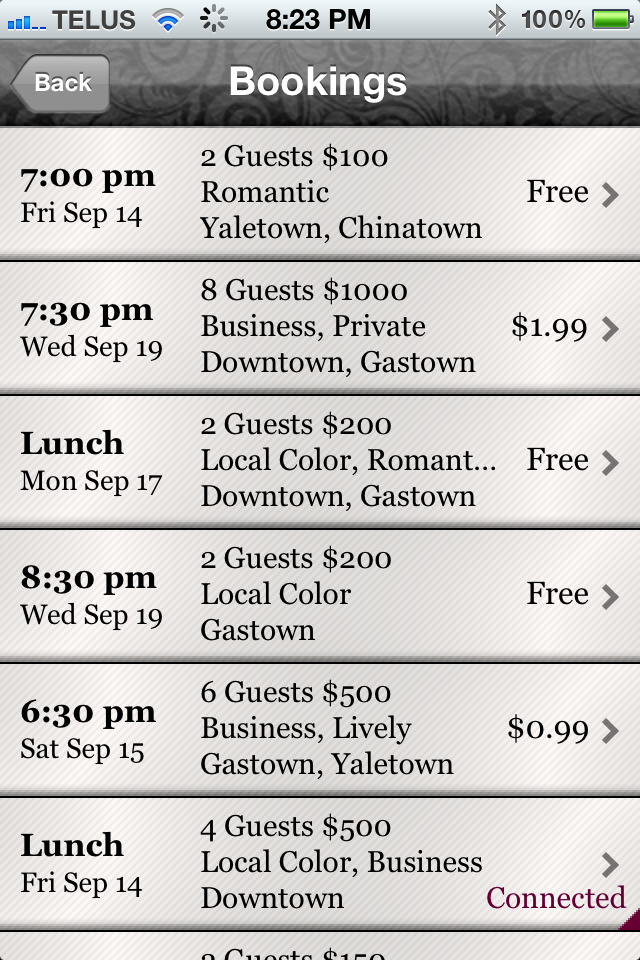 TELUS 8:23 PM 100%
Back Bookings
7:00 pm
Fri Sep 14
2 Guests $100
Romantic
Yaletown, Chinatown
Free
7:30 pm
Wed Sep 19
8 Guests $1000
Business, Private
Downtown, Gastown
$1.99
Lunch
Mon Sep 17
2 Guests $200
Local Color, Romant...
Downtown, Gastown
Free
8:30 pm
Wed Sep 19
2 Guests $200
Local Color
Gastown
Free
6:30 pm
Sat Sep 15
6 Guests $500
Business, Lively
Gastown, Yaletown
$0.99
Lunch
Fri Sep 14
4 Guests $500
Local Color, Business
Downtown
Connected
Guests $150